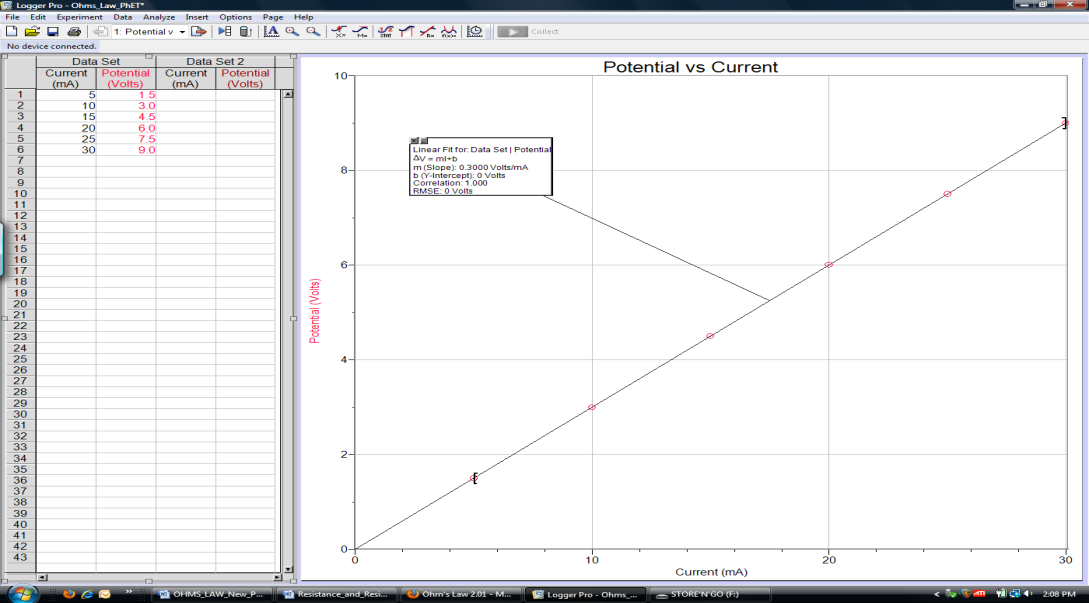 Logger Pro - Ohms_Law_PhET*
File Edit Experiment Data Analyze Insert Options Page Help
1: Potential v
Collect
No device connected.
Data Set Data Set 2
Current Potential Current Potential
(mA) (Volts) (mA) (Volts)
1 5 1.5
2 10 3.0
3 15 4.5
4 20 6.0
5 25 7.5
6 30 9.0
7
8
9
10
11
12
13
14
15
16
17
18
19
20
21
22
23
24
25
26
27
28
29
30
31
32
33
34
35
36
37
38
39
40
41
42
43
Potential vs Current
10
8
6
4
2
0
Potential (Volts)
Linear Fit for: Data Set | Potential
ΔV = mI+b
m (Slope): 0.3000 Volts/mA
b (Y-Intercept): 0 Volts
Correlation: 1.000
RMSE: 0 Volts
0 10 20 30
Current (mA)
OHMS_LAW_New_P... Resistance_and_Resi... Ohm's Law 2.01 - M... Logger Pro - Ohms_... STORE'N'GO (F:) 2:08 PM